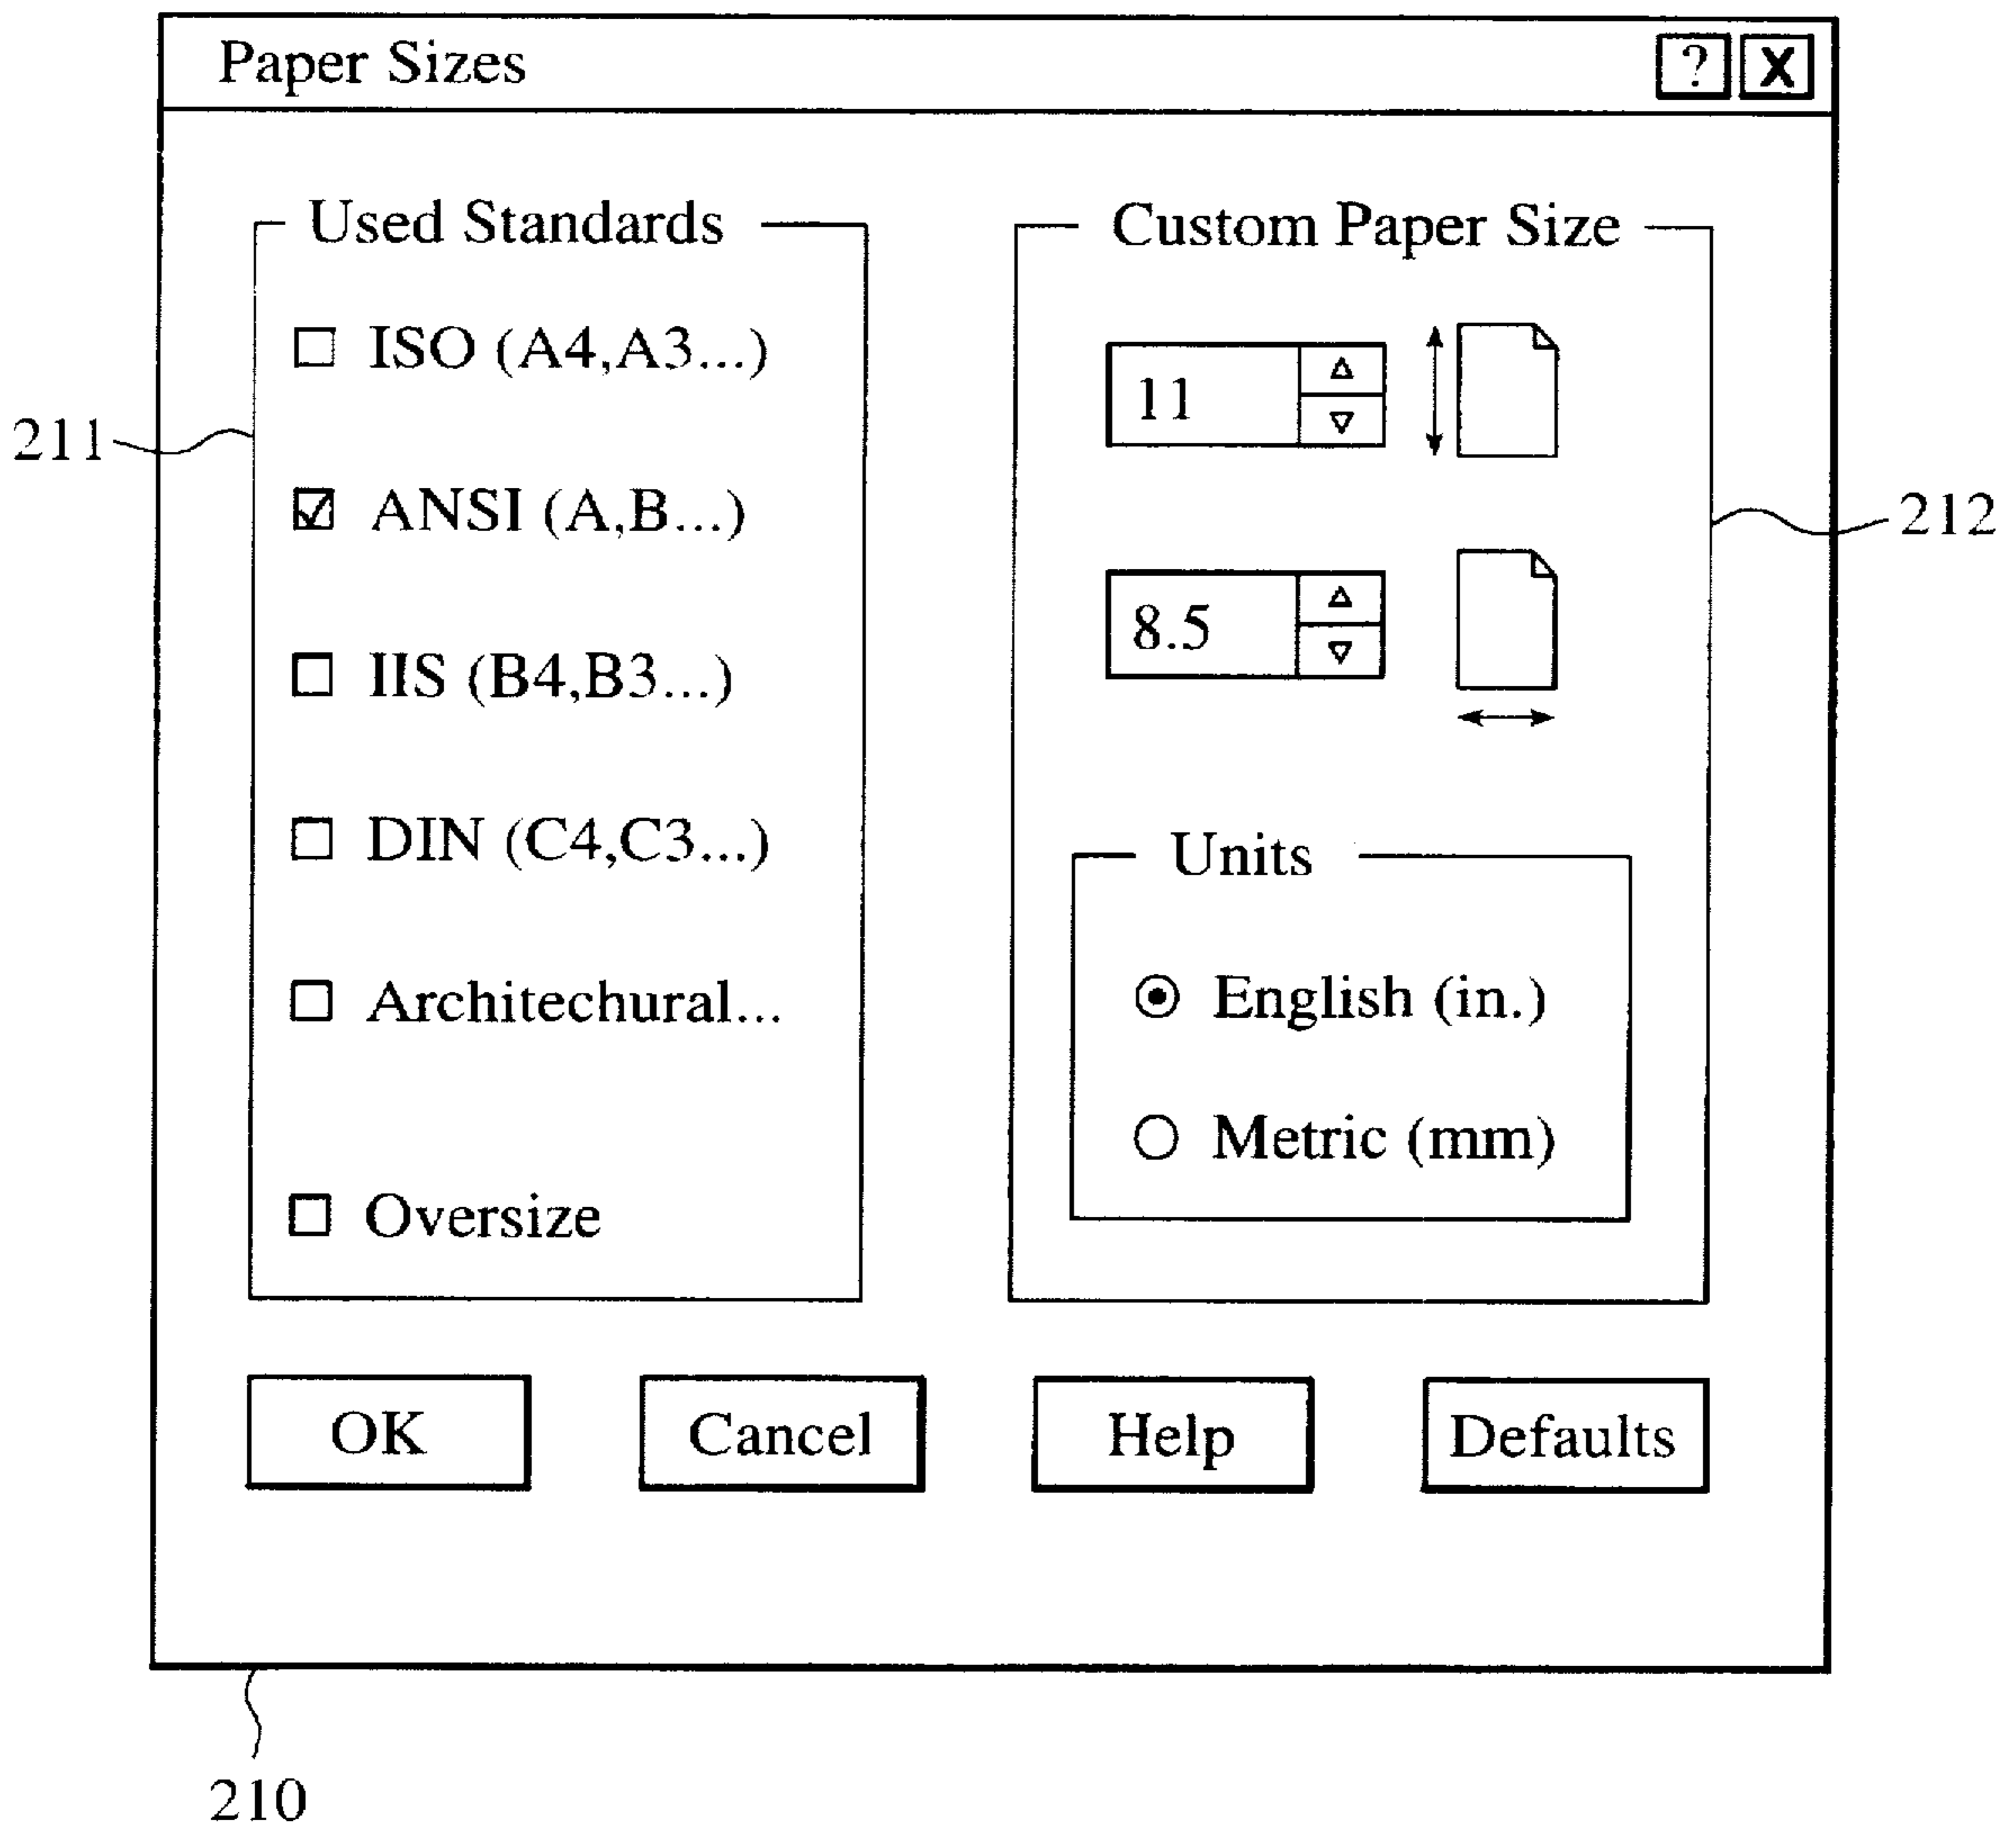 Paper Sizes ? X
Used Standards
ISO (A4,A3...)
ANSI (A,B...)
IIS (B4,B3...)
DIN (C4,C3...)
Architechural...
Oversize
Custom Paper Size
11
8.5
Units
English (in.)
Metric (mm)
OK Cancel Help Defaults
211
212
210